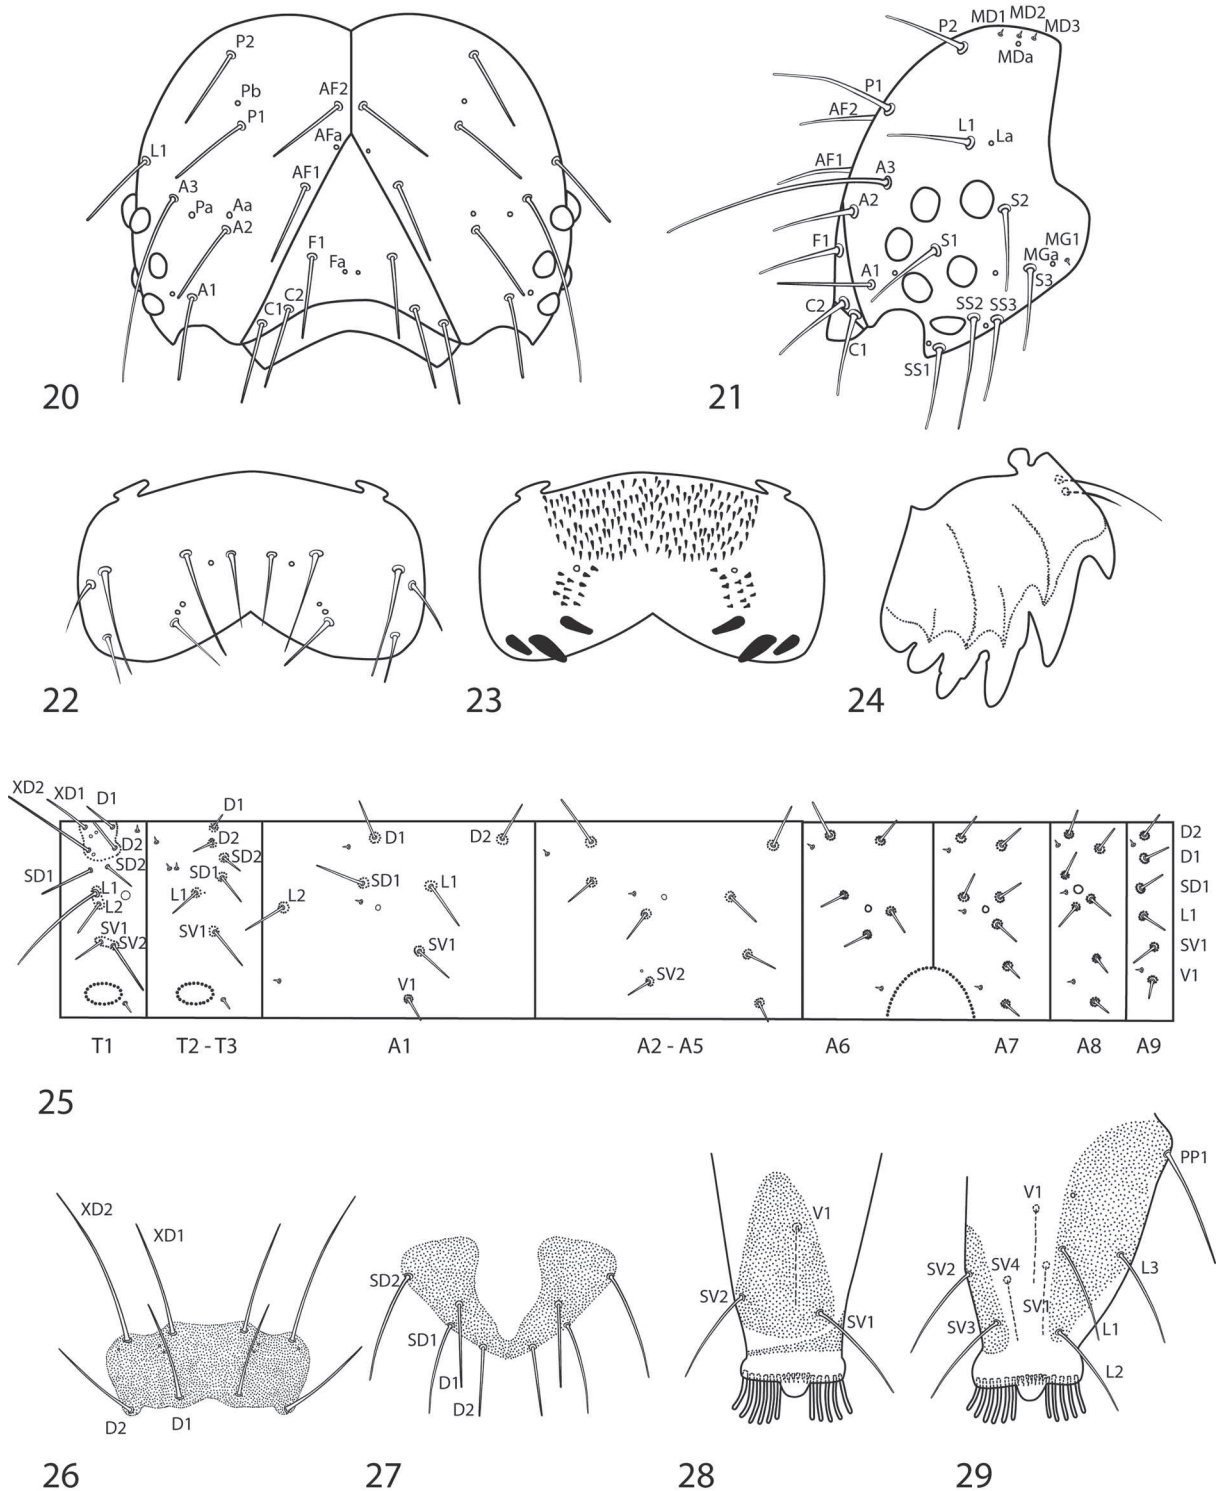 P2
Pb
AF2
P1
AFa
L1
AF1
A3
Pa
Aa
A2
F1
Fa
A1
C2
C1
20
MD1
MD2
MD3
P2
MDa
P1
AF2
L1
La
AF1
A3
A2
S2
F1
S1
MG1
MGa
A1
S3
C2
SS2
SS3
C1
SS1
21
22
23
24
XD2
XD1
D1
D2
SD2
SD1
L1
L2
SV1
SV2
D1
D2
SD2
SD1
L1
SV1
D1
D2
SD1
L1
L2
SV1
V1
SV2
D2
D1
SD1
L1
SV1
V1
T1
T2 - T3
A1
A2 - A5
A6
A7
A8
A9
25
XD2
XD1
D2
D1
26
SD2
SD1
D1
D2
27
V1
SV2
SV1
28
PP1
V1
SV2
SV4
L3
SV3
SV1
L1
L2
29